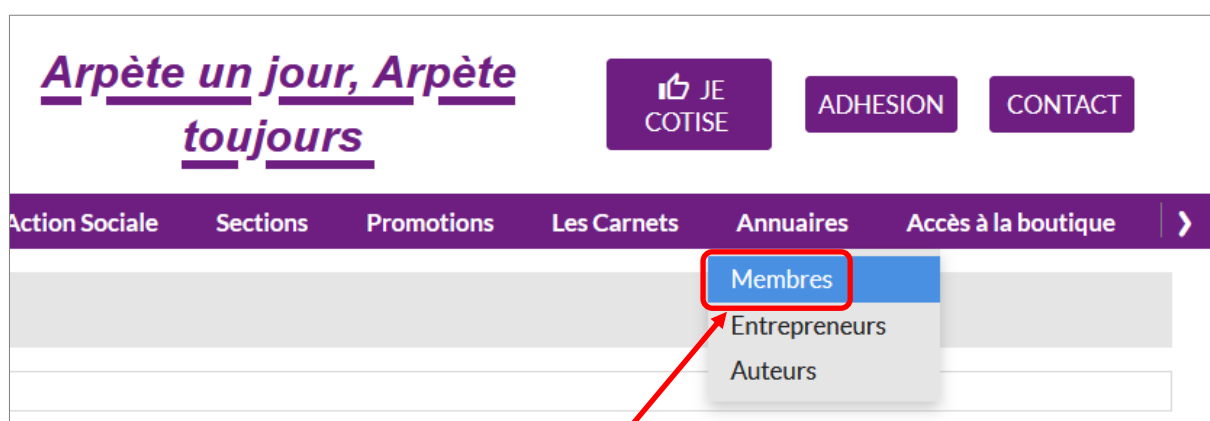 Arpète un jour, Arpète
toujours
JE
COTISE
ADHESION
CONTACT
Action Sociale Sections Promotions Les Carnets Annuaires Accès à la boutique
Membres
Entrepreneurs
Auteurs